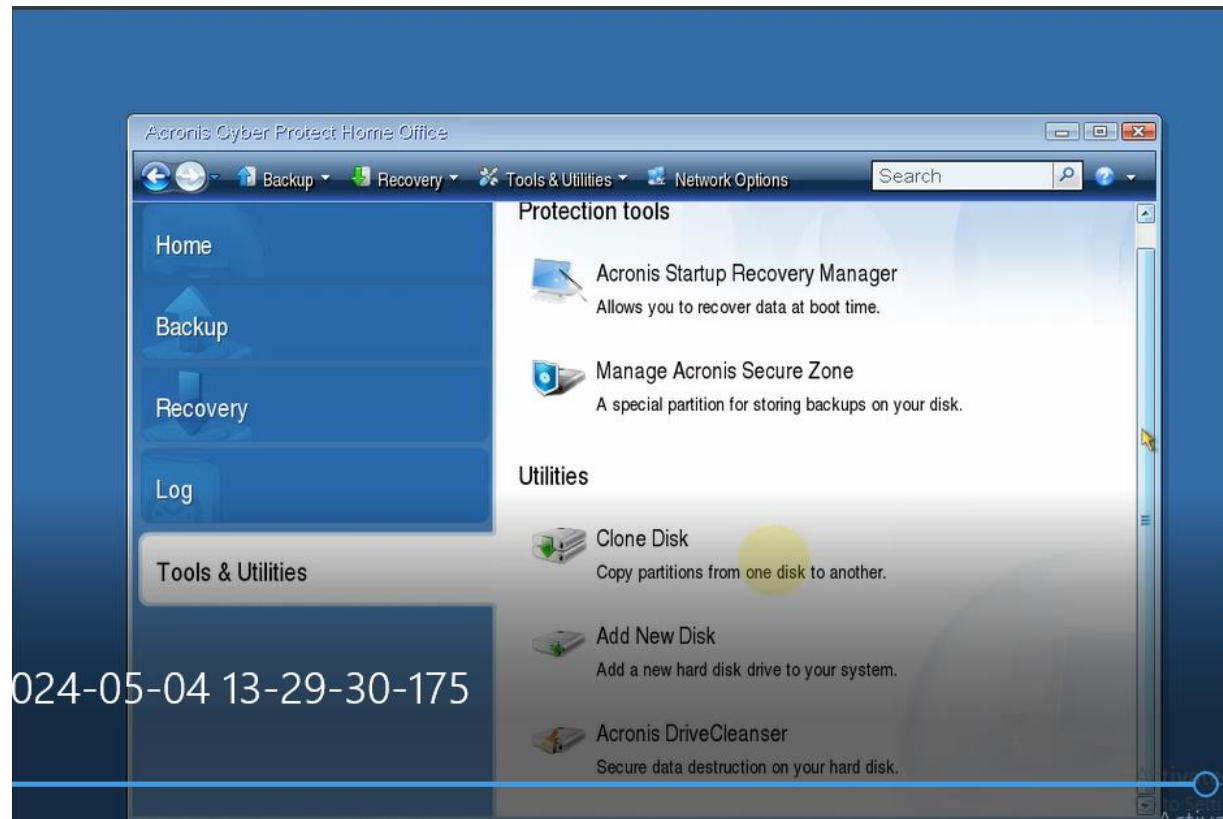 Acronis Cyber Protect Home Office
Backup Recovery Tools & Utilities Network Options Search
Home
Backup
Recovery
Log
Tools & Utilities
Protection tools
Acronis Startup Recovery Manager
Allows you to recover data at boot time.
Manage Acronis Secure Zone
A special partition for storing backups on your disk.
Utilities
Clone Disk
Copy partitions from one disk to another.
Add New Disk
Add a new hard disk drive to your system.
Acronis DriveCleanser
Secure data destruction on your hard disk.
024-05-04 13-29-30-175